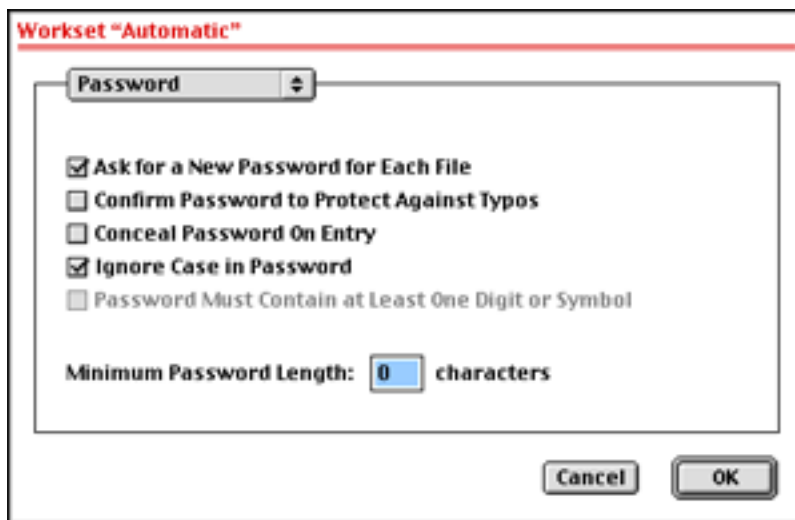 Workset “Automatic”
Password
Ask for a New Password for Each File
Confirm Password to Protect Against Typos
Conceal Password On Entry
Ignore Case in Password
Password Must Contain at Least One Digit or Symbol
Minimum Password Length: 0 characters
Cancel OK